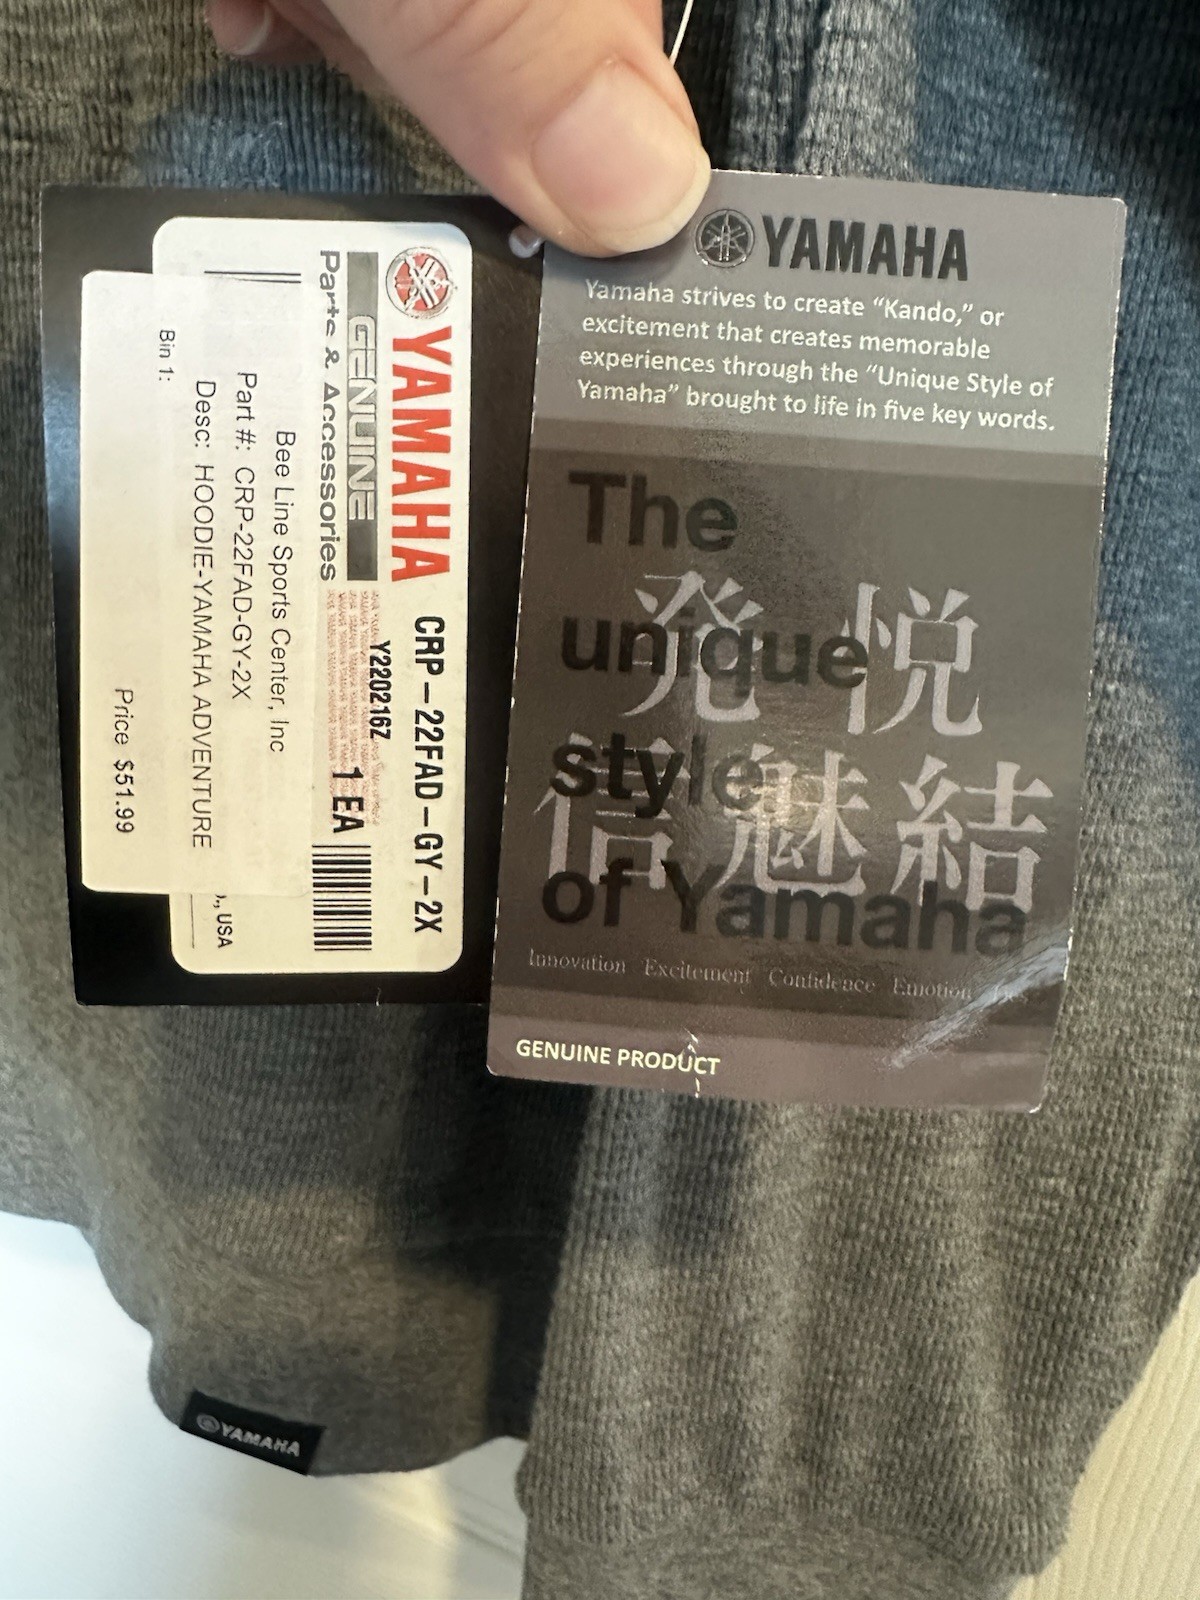 YAMAHA
GENUINE
Parts & Accessories
CRP-22FAD-GY-2X
Y220216Z
1 EA
Bee Line Sports Center, Inc
Part #: CRP-22FAD-GY-2X
Desc: HOODIE-YAMAHA ADVENTURE
Bin 1:
Price $51.99
USA
YAMAHA
Yamaha strives to create “Kando,” or
excitement that creates memorable
experiences through the “Unique Style of
Yamaha” brought to life in five key words.
The
unique
style
of Yamaha
発 悦
信 魅 結
Innovation Excitement Confidence Emotion
GENUINE PRODUCT
YAMAHA